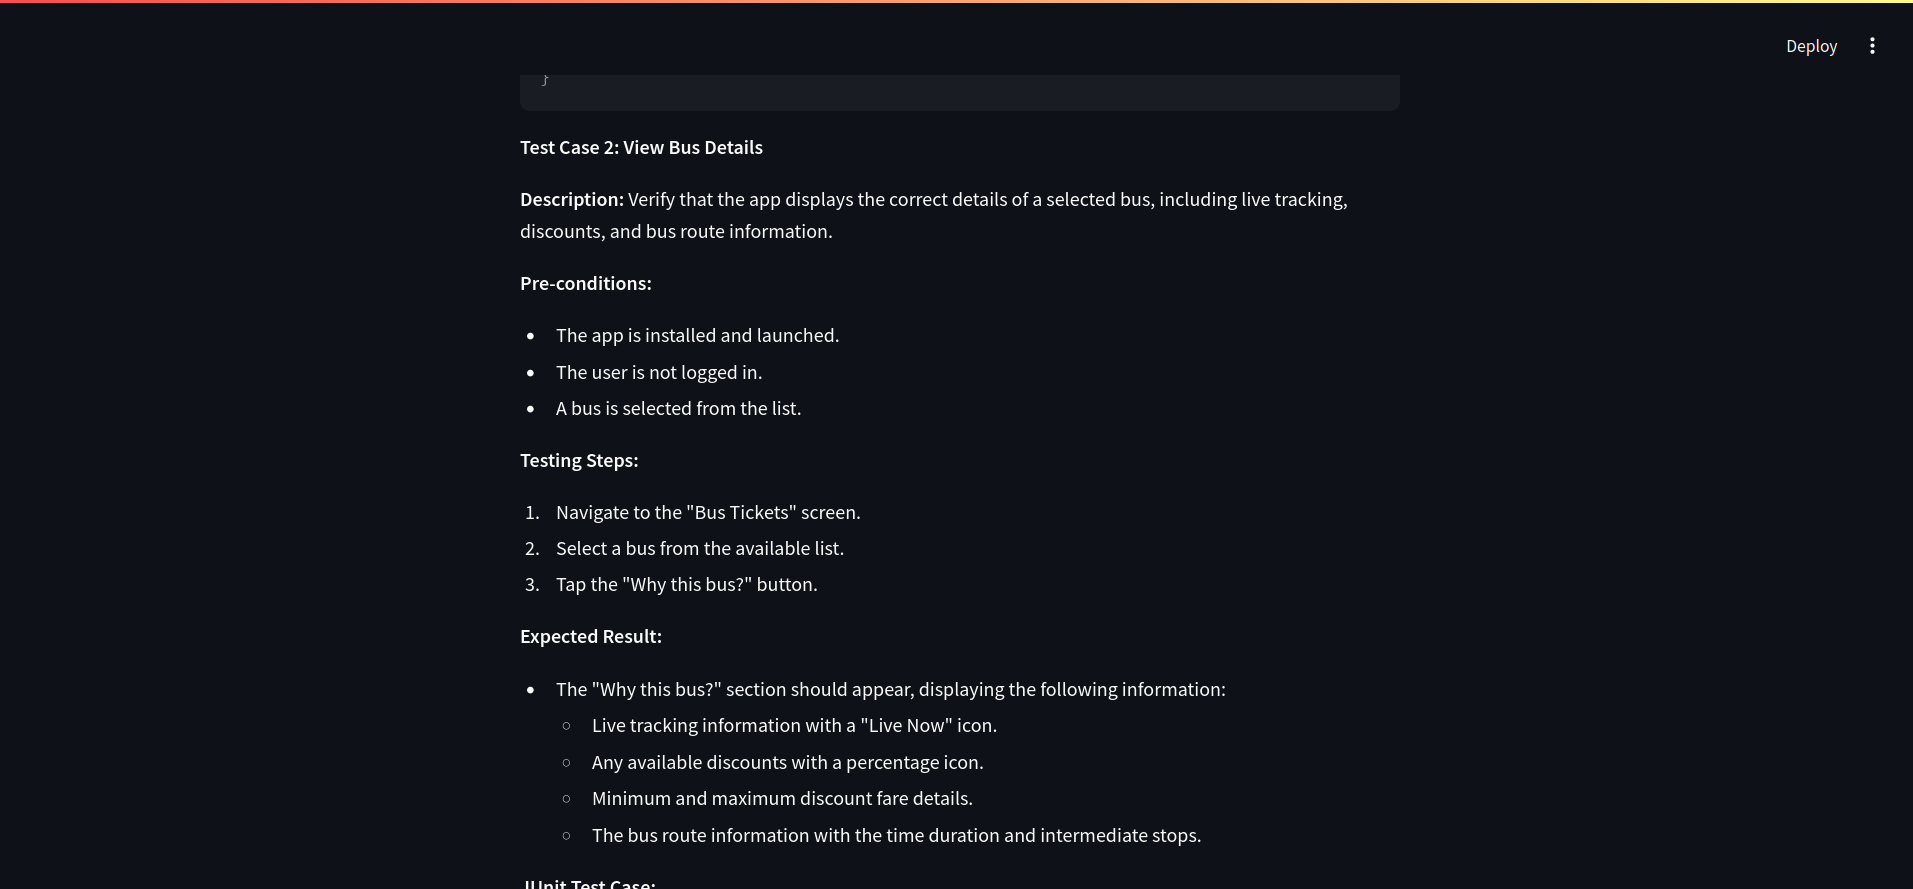 Deploy
}
Test Case 2: View Bus Details
Description: Verify that the app displays the correct details of a selected bus, including live tracking,
discounts, and bus route information.
Pre-conditions:
• The app is installed and launched.
• The user is not logged in.
• A bus is selected from the list.
Testing Steps:
1. Navigate to the "Bus Tickets" screen.
2. Select a bus from the available list.
3. Tap the "Why this bus?" button.
Expected Result:
• The "Why this bus?" section should appear, displaying the following information:
○ Live tracking information with a "Live Now" icon.
○ Any available discounts with a percentage icon.
○ Minimum and maximum discount fare details.
○ The bus route information with the time duration and intermediate stops.
JUnit Test Case: